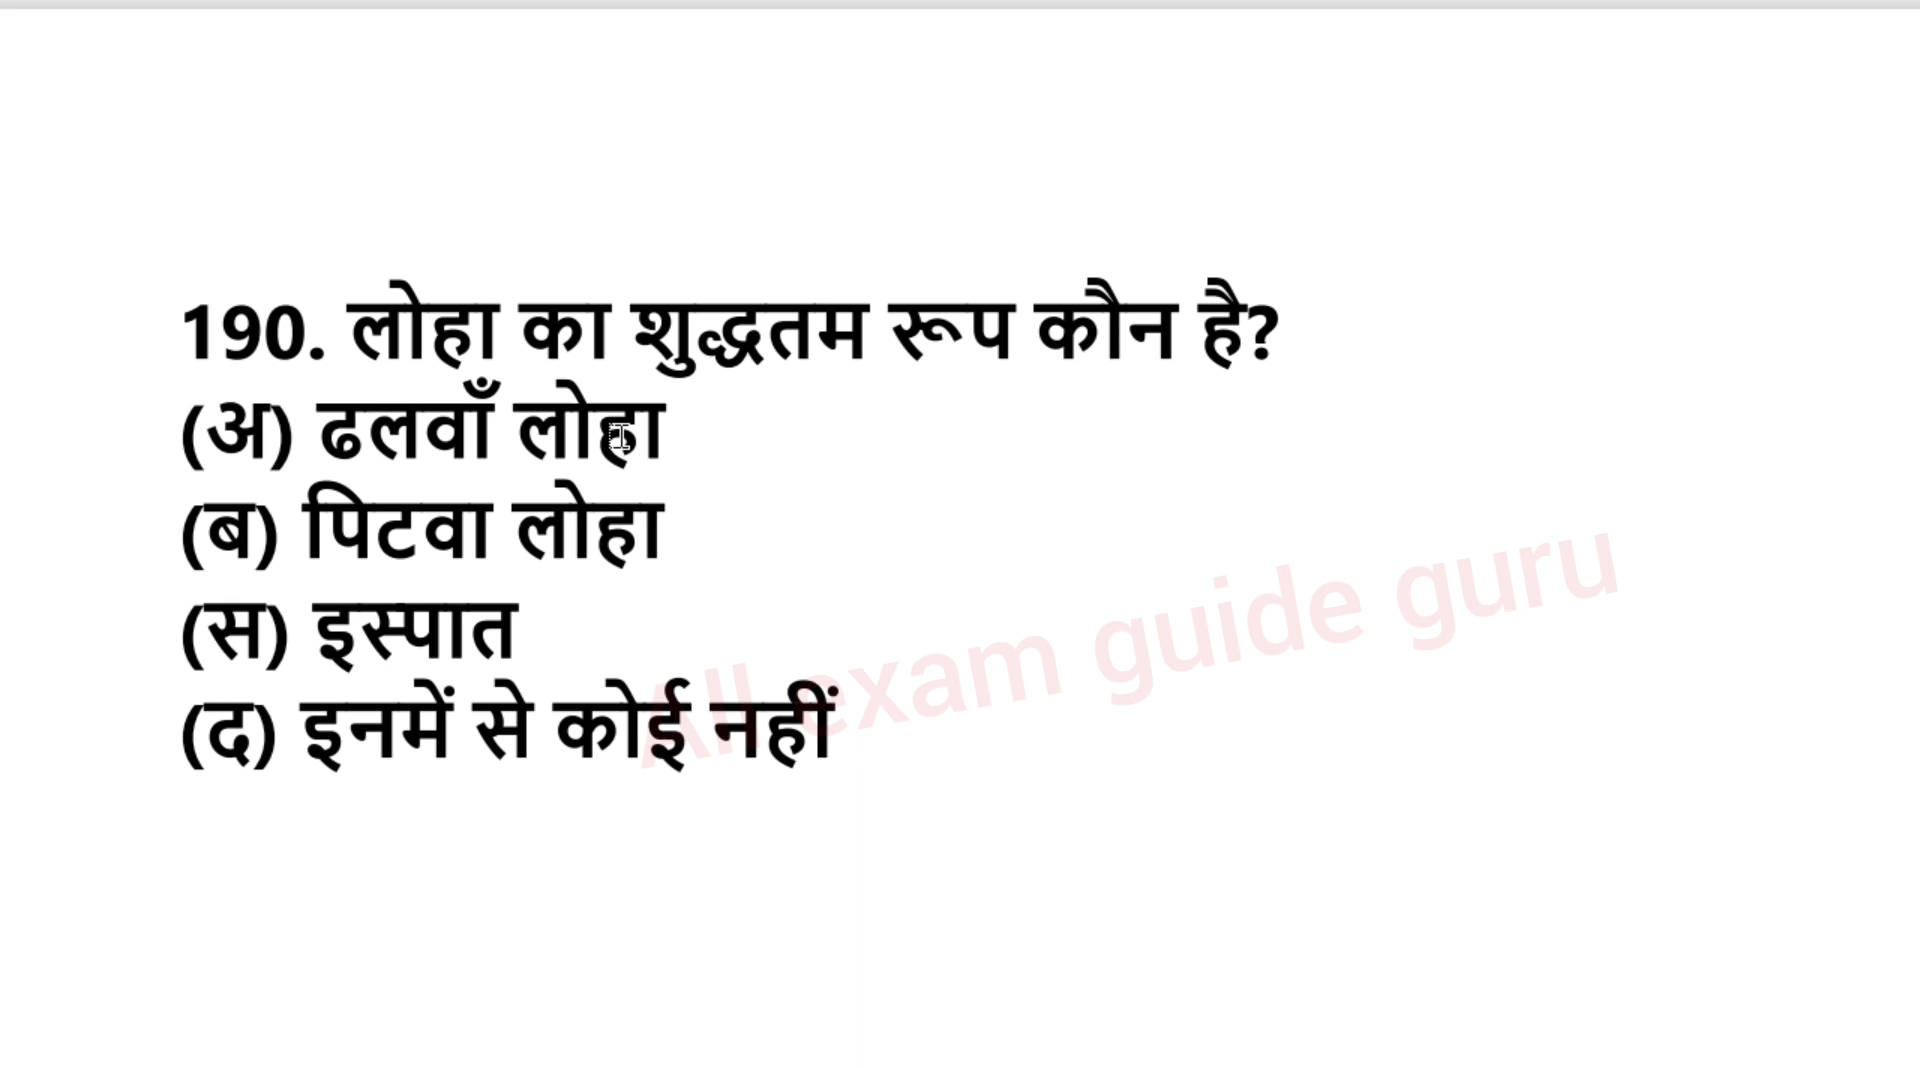 190. लोहा का शुद्धतम रूप कौन है?
(अ) ढलवाँ लोहा
(ब) पिटवा लोहा
(स) इस्पात
(द) इनमें से कोई नहीं
All exam guide guru